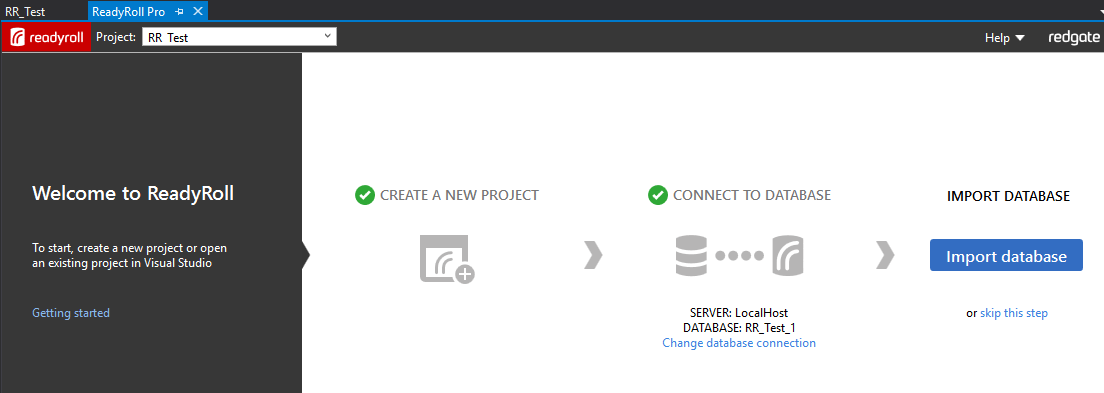 RR_Test
ReadyRoll Pro
readyroll
Project:
RR_Test
Help
redgate
Welcome to ReadyRoll
To start, create a new project or open
an existing project in Visual Studio
Getting started
CREATE A NEW PROJECT
CONNECT TO DATABASE
SERVER: LocalHost
DATABASE: RR_Test_1
Change database connection
IMPORT DATABASE
Import database
or skip this step